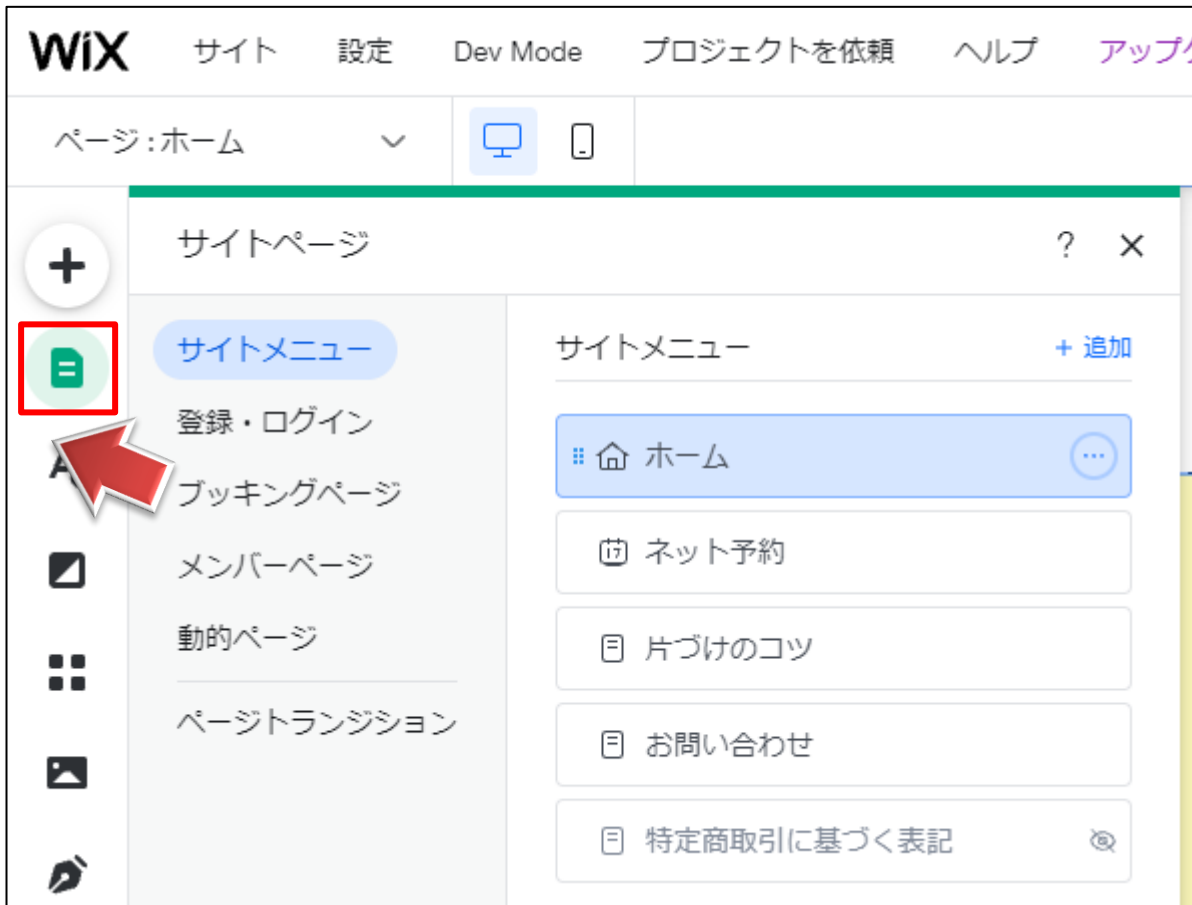 WiX サイト 設定 Dev Mode プロジェクトを依頼 ヘルプ アップ
ページ : ホーム
サイトページ ?
サイトメニュー
登録・ログイン
ブッキングページ
メンバーページ
動的ページ
ページトランジション
サイトメニュー + 追加
ホーム
17 ネット予約
片づけのコツ
お問い合わせ
特定商取引に基づく表記